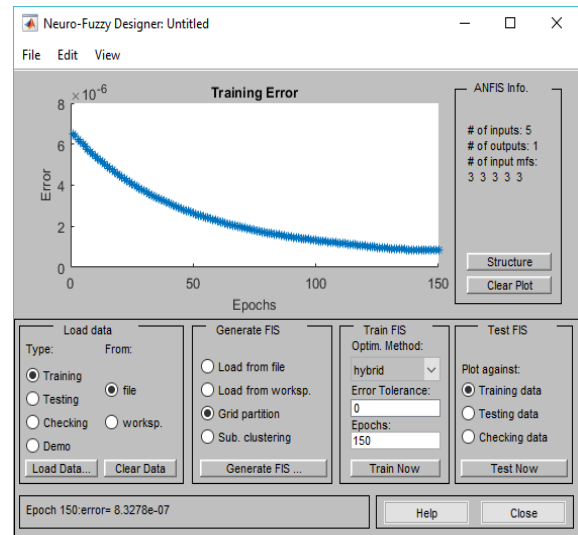 Neuro-Fuzzy Designer: Untitled
File Edit View
Training Error
×10^-6
8
6
4
2
0
Error
0 50 100 150
Epochs
ANFIS Info.
# of inputs: 5
# of outputs: 1
# of input mfs:
3 3 3 3 3
Structure
Clear Plot
Load data
Type: From:
Training
file
Testing
Checking
worksp.
Demo
Load Data... Clear Data
Generate FIS
Load from file
Load from worksp.
Grid partition
Sub. clustering
Generate FIS ...
Train FIS
Optim. Method:
hybrid
Error Tolerance:
0
Epochs:
150
Train Now
Test FIS
Plot against:
Training data
Testing data
Checking data
Test Now
Epoch 150:error= 8.3278e-07
Help Close